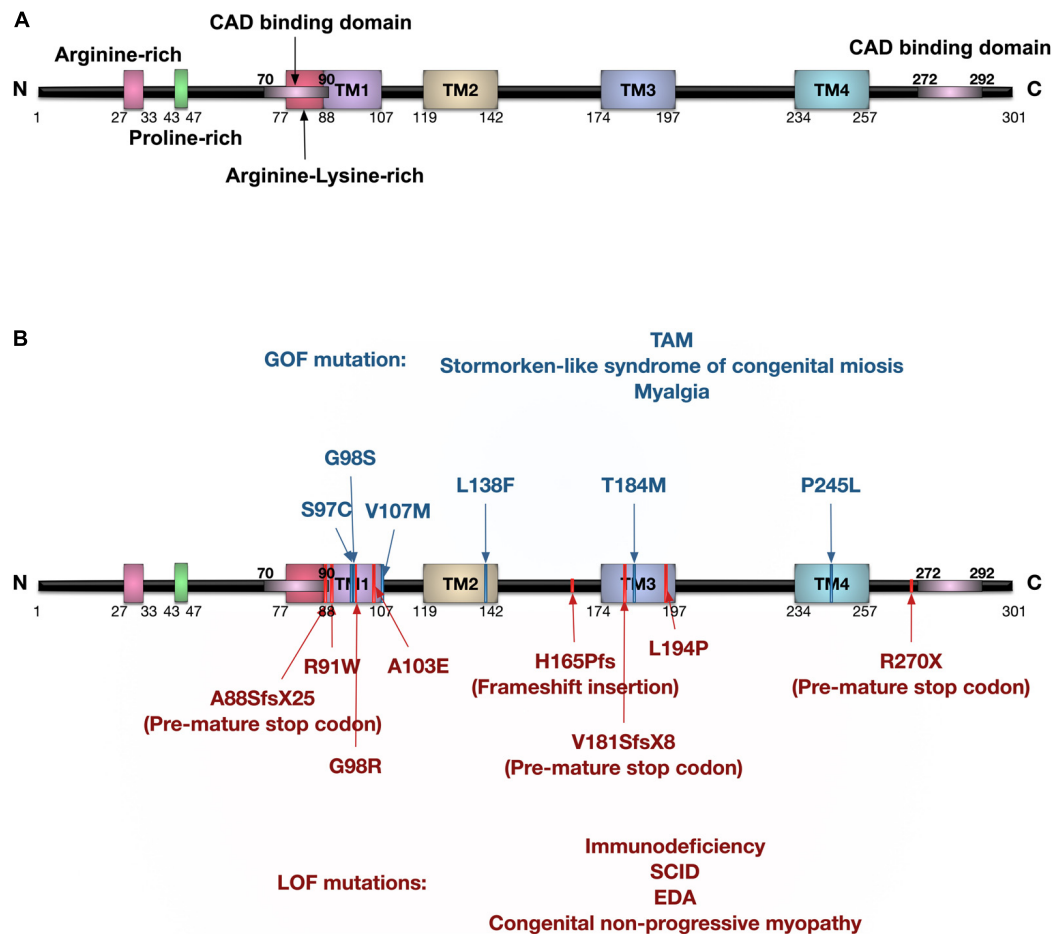 A
CAD binding domain
Arginine-rich
CAD binding domain
70 90 272 292
N TM1 TM2 TM3 TM4 C
1 27 33 43 47 77 88 107 119 142 174 197 234 257 301
Proline-rich
Arginine-Lysine-rich
B
TAM
GOF mutation:
Stormorken-like syndrome of congenital miosis
Myalgia
G98S
L138F T184M P245L
S97C V107M
70 90 272 292
N TM1 TM2 TM3 TM4 C
1 27 33 43 47 77 88 107 119 142 174 197 234 257 301
R91W A103E H165Pfs L194P R270X
(Frameshift insertion) (Pre-mature stop codon)
A88SfsX25
(Pre-mature stop codon)
V181SfsX8
G98R (Pre-mature stop codon)
Immunodeficiency
SCID
LOF mutations:
EDA
Congenital non-progressive myopathy